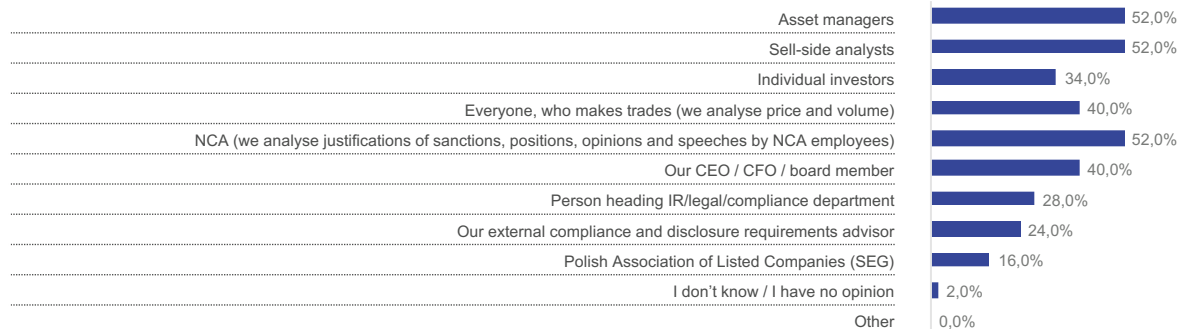 Asset managers 52,0%
Sell-side analysts 52,0%
Individual investors 34,0%
Everyone, who makes trades (we analyse price and volume) 40,0%
NCA (we analyse justifications of sanctions, positions, opinions and speeches by NCA employees) 52,0%
Our CEO / CFO / board member 40,0%
Person heading IR/legal/compliance department 28,0%
Our external compliance and disclosure requirements advisor 24,0%
Polish Association of Listed Companies (SEG) 16,0%
I don’t know / I have no opinion 2,0%
Other 0,0%